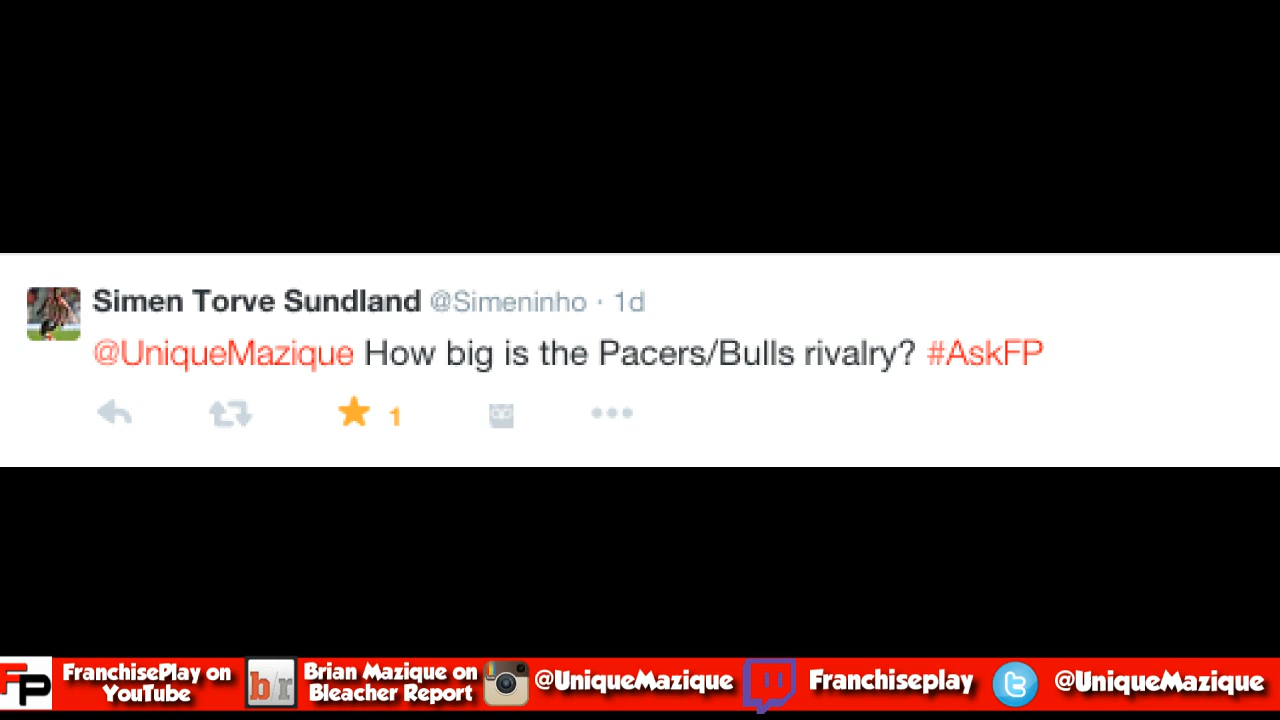 Simen Torve Sundland @Simeninho · 1d
@UniqueMazique How big is the Pacers/Bulls rivalry? #AskFP
1
FP
FranchisePlay on
YouTube
b/r
Brian Mazique on
Bleacher Report
@UniqueMazique
Franchiseplay
@UniqueMazique